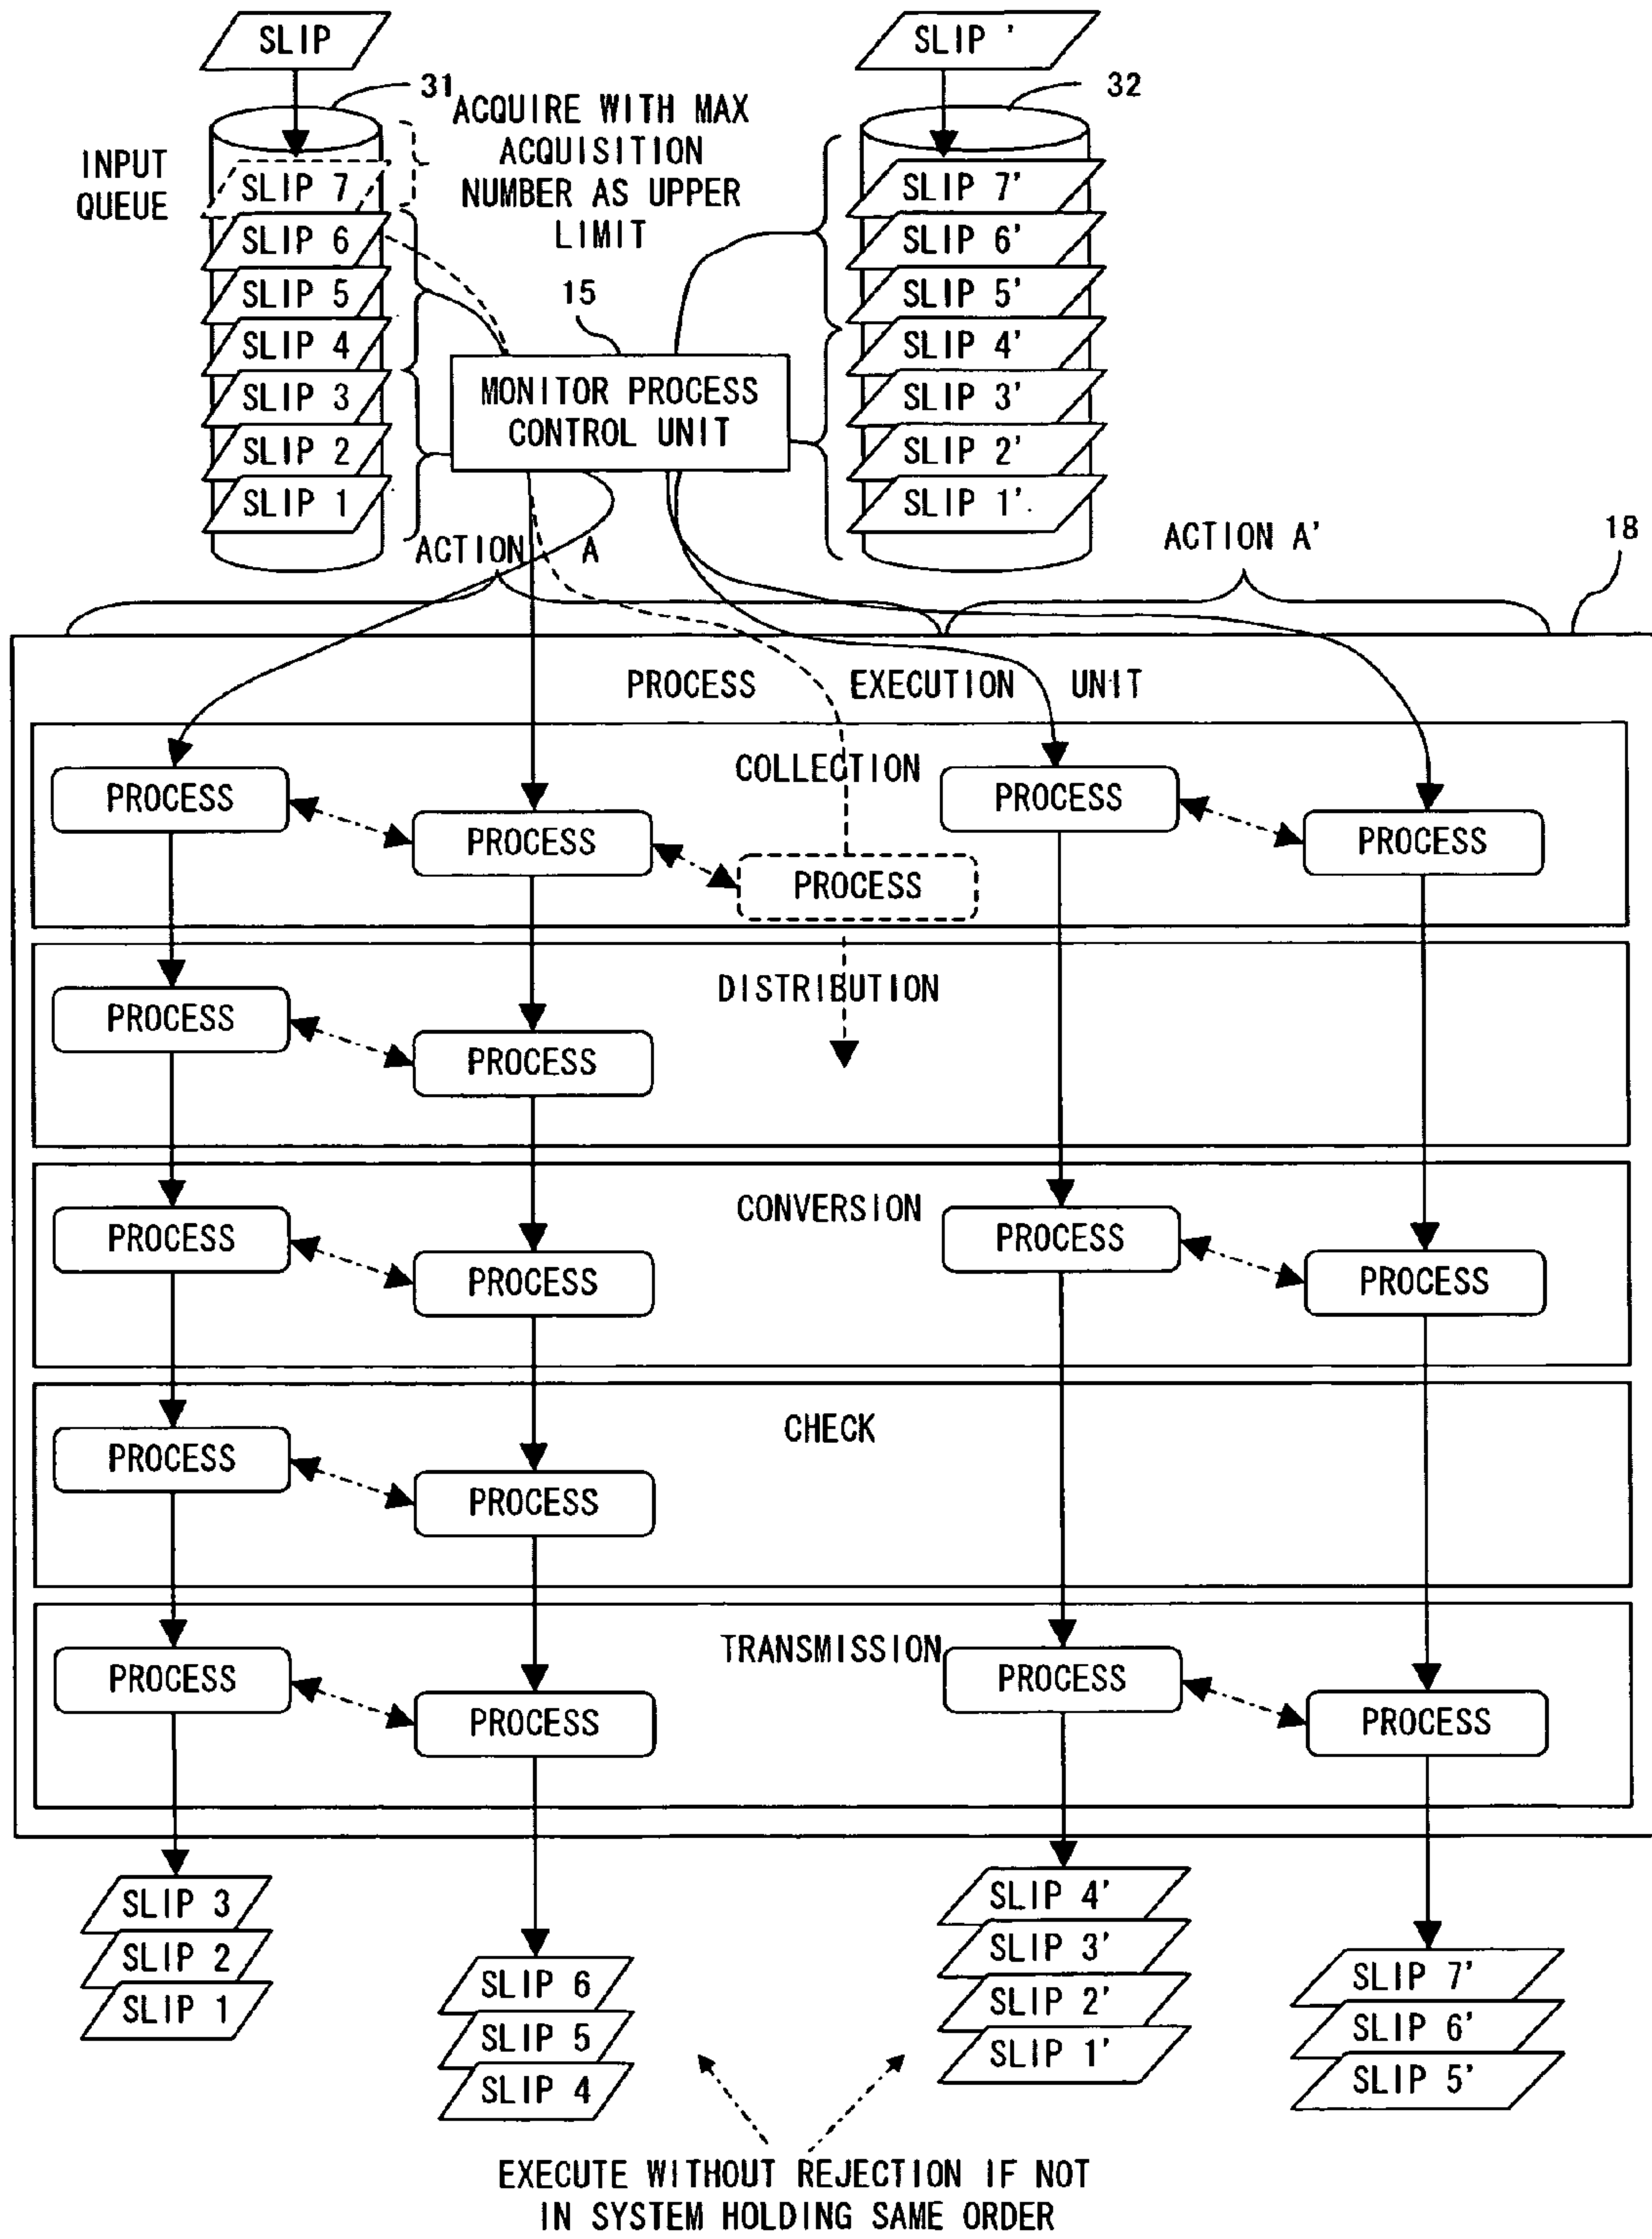 SLIP
SLIP '
31
32
ACQUIRE WITH MAX
ACQUISITION
NUMBER AS UPPER
LIMIT
INPUT
QUEUE
SLIP 7
SLIP 6
SLIP 5
SLIP 4
SLIP 3
SLIP 2
SLIP 1
SLIP 7'
SLIP 6'
SLIP 5'
SLIP 4'
SLIP 3'
SLIP 2'
SLIP 1'
15
MONITOR PROCESS
CONTROL UNIT
ACTION A
ACTION A'
18
PROCESS EXECUTION UNIT
COLLECTION
PROCESS
PROCESS
PROCESS
PROCESS
PROCESS
DISTRIBUTION
PROCESS
PROCESS
CONVERSION
PROCESS
PROCESS
PROCESS
PROCESS
CHECK
PROCESS
PROCESS
TRANSMISSION
PROCESS
PROCESS
PROCESS
PROCESS
SLIP 3
SLIP 2
SLIP 1
SLIP 6
SLIP 5
SLIP 4
SLIP 4'
SLIP 3'
SLIP 2'
SLIP 1'
SLIP 7'
SLIP 6'
SLIP 5'
EXECUTE WITHOUT REJECTION IF NOT
IN SYSTEM HOLDING SAME ORDER